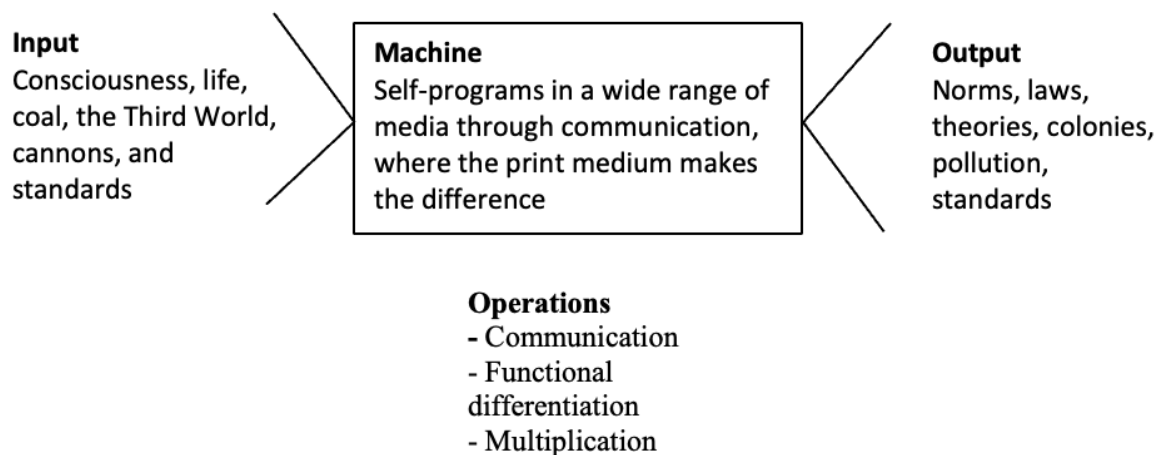 Input
Consciousness, life,
coal, the Third World,
cannons, and
standards
Machine
Self-programs in a wide range of
media through communication,
where the print medium makes
the difference
Output
Norms, laws,
theories, colonies,
pollution,
standards
Operations
- Communication
- Functional
differentiation
- Multiplication